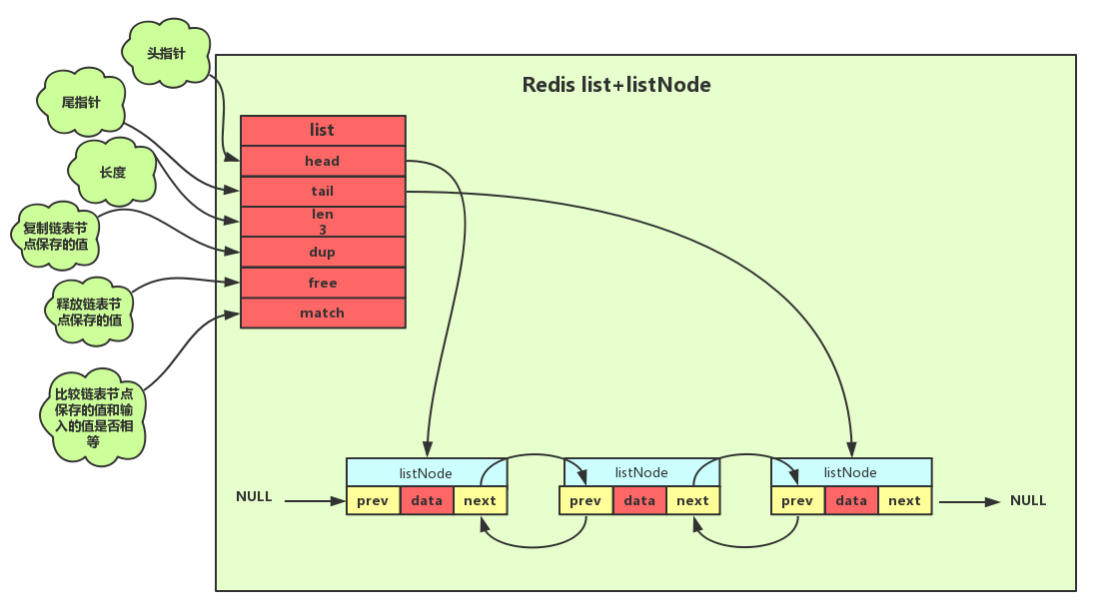 头指针
Redis list+listNode
尾指针
长度
复制链表节
点保存的值
释放链表节
点保存的值
比较链表节点
保存的值和输
入的值是否相
等
list
head
tail
len
3
dup
free
match
listNode
listNode
listNode
NULL
prev data next
prev data next
prev data next
NULL